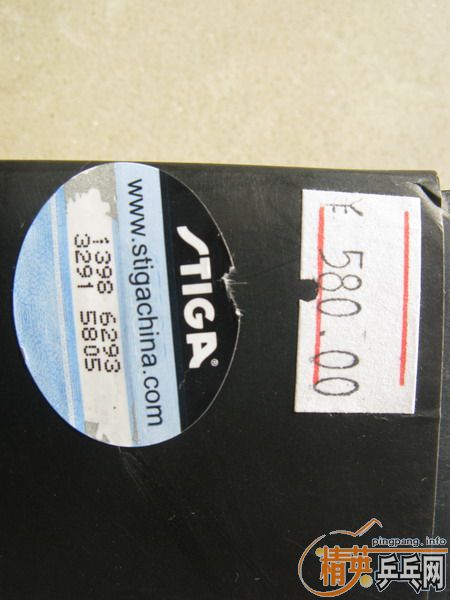 STIGA®
www.stigachina.com
1398 6293
3291 5805
¥ 580.00
pingpang.info
精英乒乓网